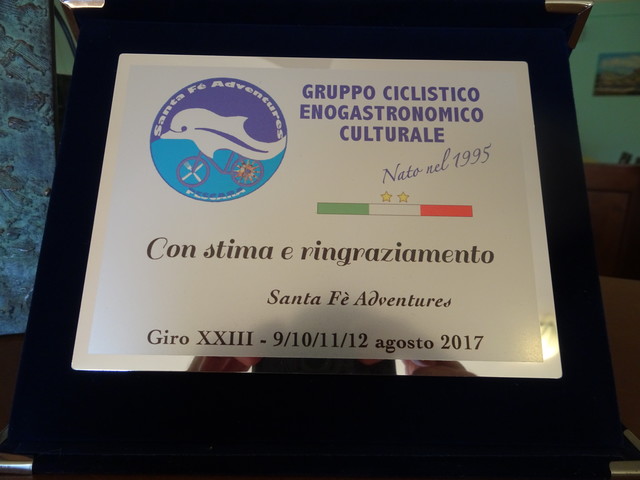 Santa Fè Adventures
PESCARA
GRUPPO CICLISTICO
ENOGASTRONOMICO
CULTURALE
Nato nel 1995
Con stima e ringraziamento
Santa Fè Adventures
Giro XXIII - 9/10/11/12 agosto 2017